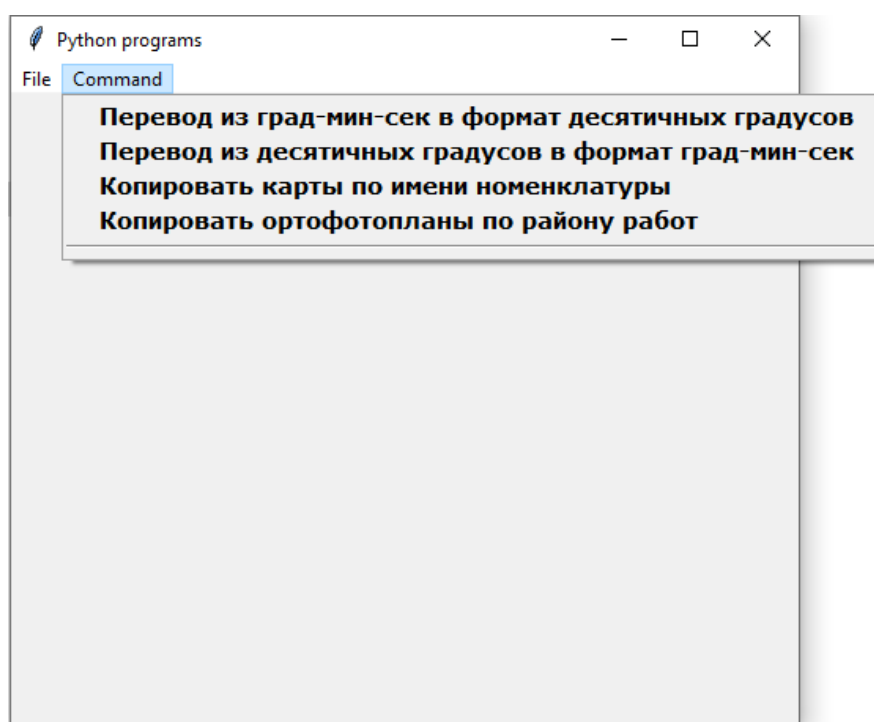 Python programs
File Command
Перевод из град-мин-сек в формат десятичных градусов
Перевод из десятичных градусов в формат град-мин-сек
Копировать карты по имени номенклатуры
Копировать ортофотопланы по району работ